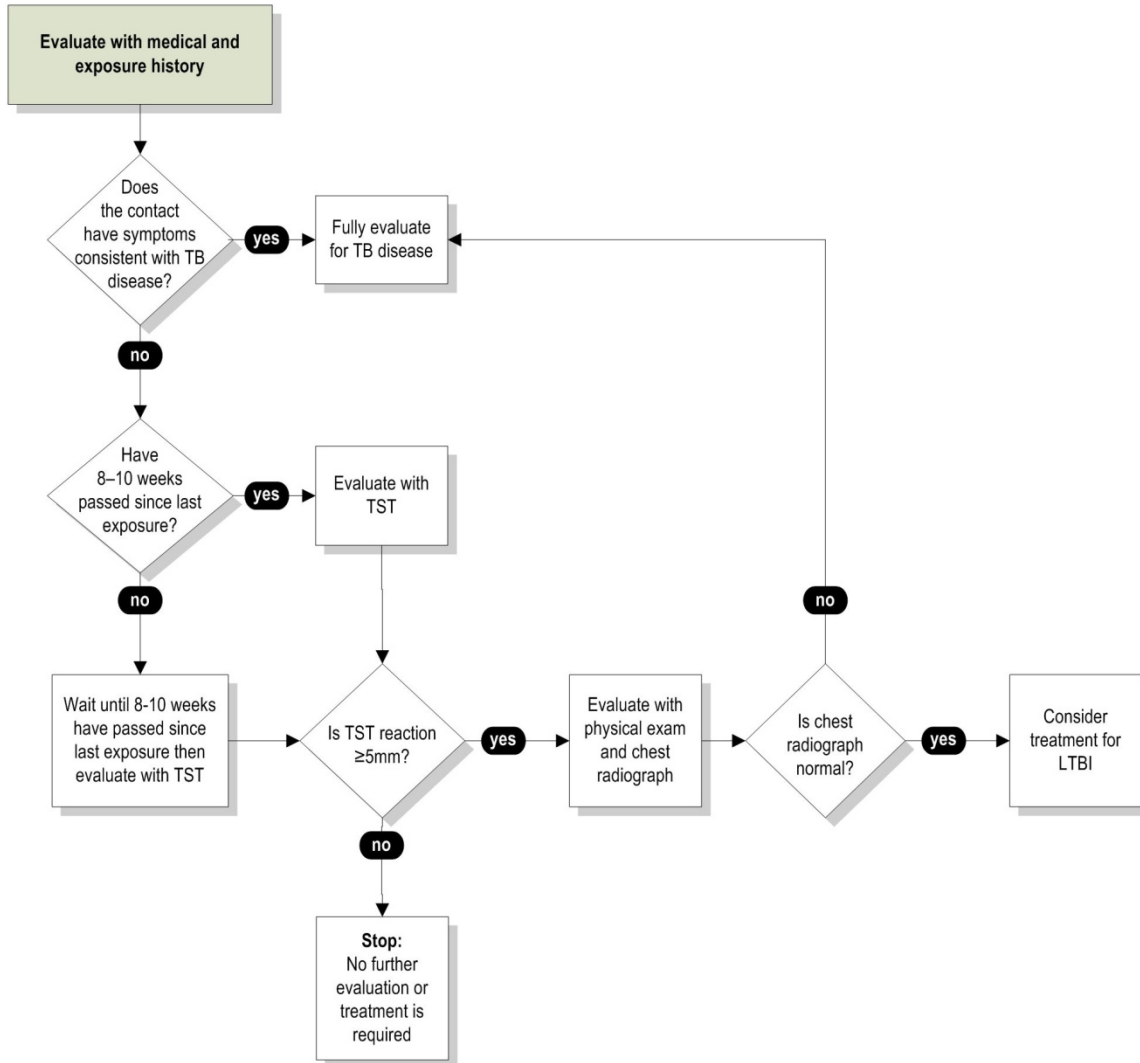 Evaluate with medical and
exposure history
Does
the contact
have symptoms
consistent with TB
disease?
yes
Fully evaluate
for TB disease
no
Have
8–10 weeks
passed since last
exposure?
yes
Evaluate with
TST
no
no
Wait until 8-10 weeks
have passed since
last exposure then
evaluate with TST
Is TST reaction
≥5mm?
yes
Evaluate with
physical exam
and chest
radiograph
Is chest
radiograph
normal?
yes
Consider
treatment for
LTBI
no
Stop:
No further
evaluation or
treatment is
required